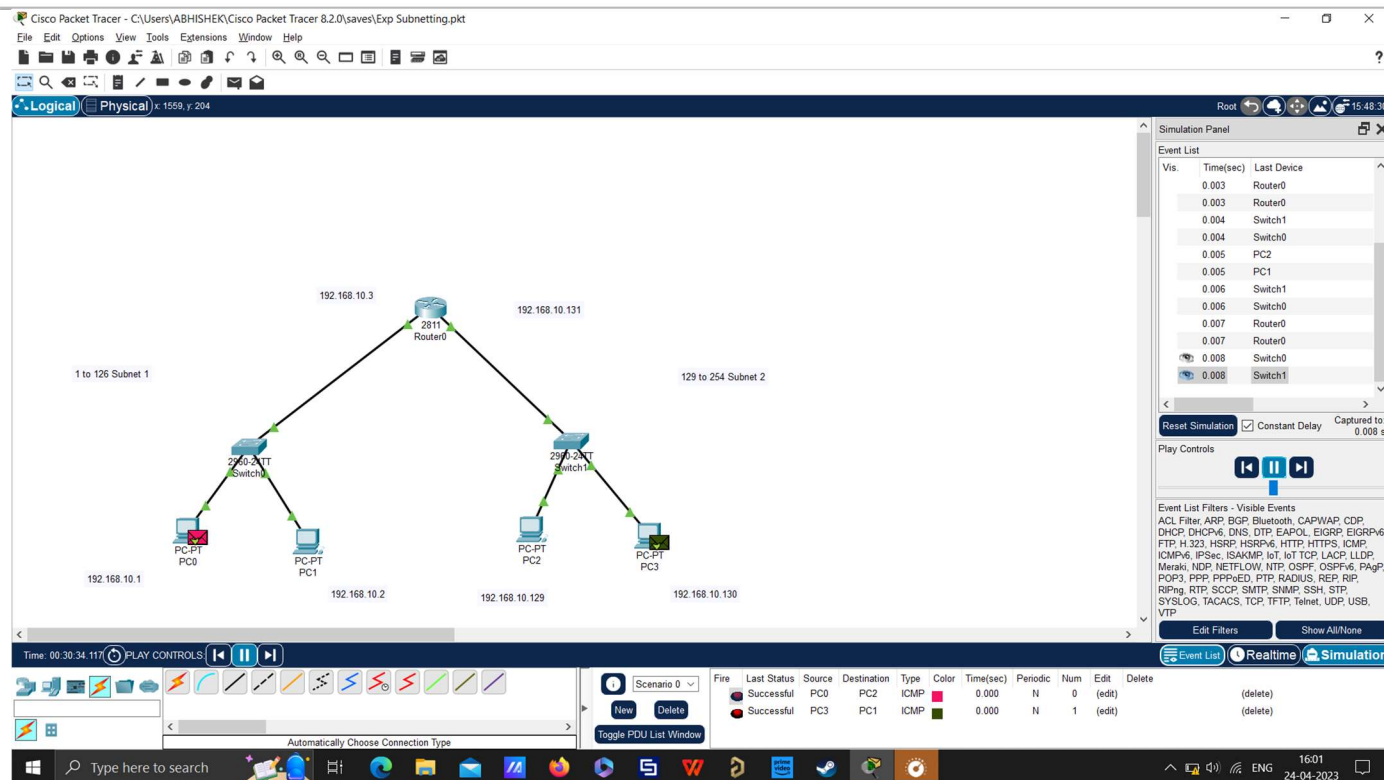 Cisco Packet Tracer - C:\Users\ABHISHEK\Cisco Packet Tracer 8.2.0\saves\Exp Subnetting.pkt
File Edit Options View Tools Extensions Window Help
?
Logical Physical x: 1559, y: 204
Root 15:48:30
192.168.10.3
192.168.10.131
2811
Router0
1 to 126 Subnet 1
129 to 254 Subnet 2
2960-24TT
Switch0
2960-24TT
Switch1
PC-PT
PC0
PC-PT
PC1
PC-PT
PC2
PC-PT
PC3
192.168.10.1
192.168.10.2
192.168.10.129
192.168.10.130
Simulation Panel
Event List
Vis. Time(sec) Last Device
0.003 Router0
0.003 Router0
0.004 Switch1
0.004 Switch0
0.005 PC2
0.005 PC1
0.006 Switch1
0.006 Switch0
0.007 Router0
0.007 Router0
0.008 Switch0
0.008 Switch1
Reset Simulation Constant Delay Captured to:
0.008 s
Play Controls
Event List Filters - Visible Events
ACL Filter, ARP, BGP, Bluetooth, CAPWAP, CDP,
DHCP, DHCPv6, DNS, DTP, EAPOL, EIGRP, EIGRPv6,
FTP, H.323, HSRP, HSRPv6, HTTP, HTTPS, ICMP,
ICMPv6, IPSec, ISAKMP, IoT, IoT TCP, LACP, LLDP,
Meraki, NDP, NETFLOW, NTP, OSPF, OSPFv6, PAgP,
POP3, PPP, PPPoED, PTP, RADIUS, REP, RIP,
RIPng, RTP, SCCP, SMTP, SNMP, SSH, STP,
SYSLOG, TACACS, TCP, TFTP, Telnet, UDP, USB,
VTP
Edit Filters Show All/None
Time: 00:30:34.117 PLAY CONTROLS:
Event List Realtime Simulation
Automatically Choose Connection Type
Scenario 0
New Delete
Toggle PDU List Window
Fire Last Status Source Destination Type Color Time(sec) Periodic Num Edit Delete
Successful PC0 PC2 ICMP 0.000 N 0 (edit) (delete)
Successful PC3 PC1 ICMP 0.000 N 1 (edit) (delete)
Type here to search
prime video
ENG
16:01
24-04-2023